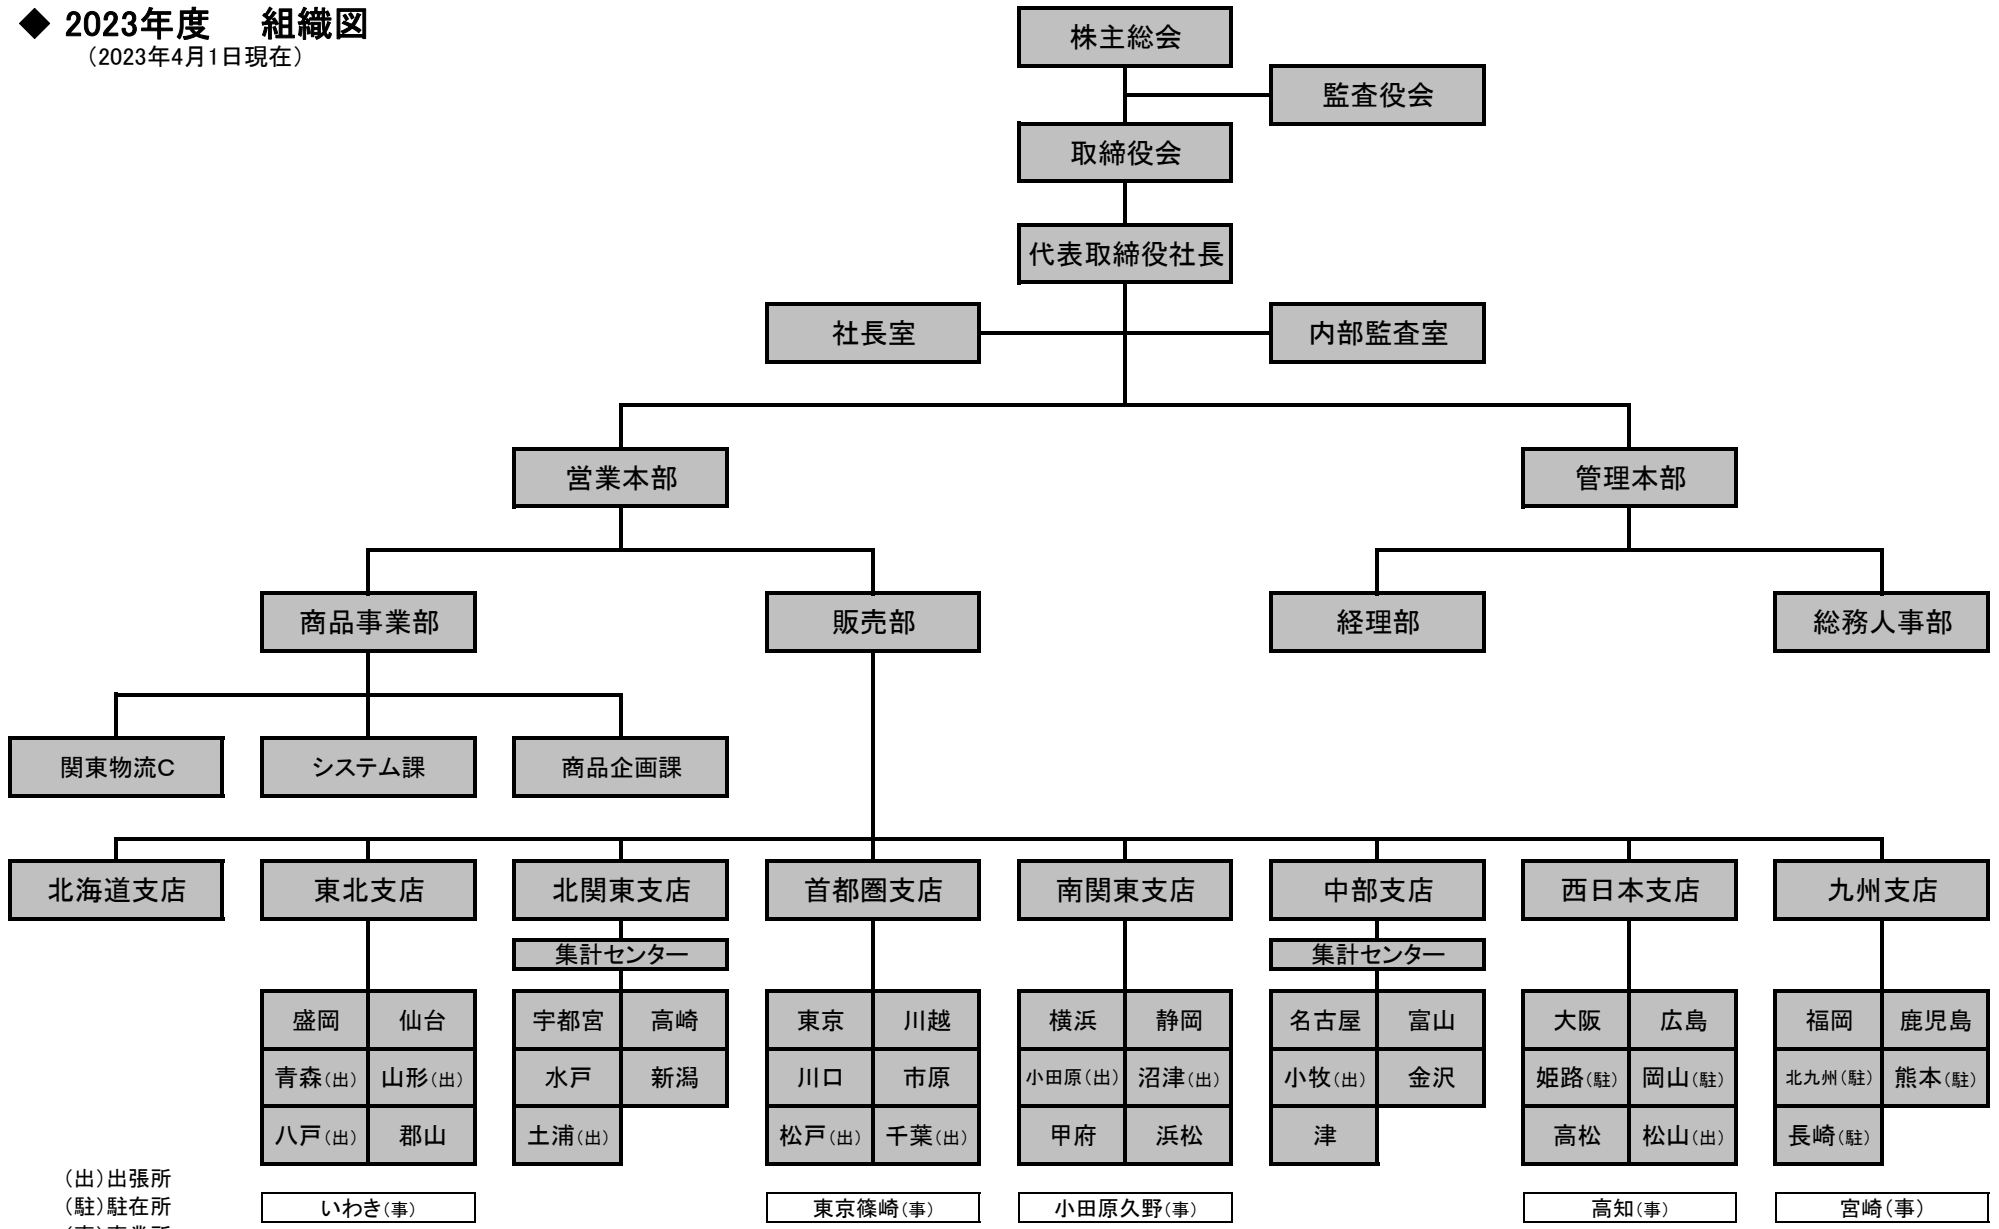 ◆ 2023年度 組織図
（2023年4月1日現在）
株主総会
監査役会
取締役会
代表取締役社長
社長室
内部監査室
営業本部
管理本部
商品事業部
販売部
経理部
総務人事部
関東物流C
システム課
商品企画課
北海道支店
東北支店
北関東支店
首都圏支店
南関東支店
中部支店
西日本支店
九州支店
集計センター
集計センター
盛岡 仙台
青森（出） 山形（出）
八戸（出） 郡山
宇都宮 高崎
水戸 新潟
土浦（出）
東京 川越
川口 市原
松戸（出） 千葉（出）
横浜 静岡
小田原（出） 沼津（出）
甲府 浜松
名古屋 富山
小牧（出） 金沢
津
大阪 広島
姫路（駐） 岡山（駐）
高松 松山（出）
福岡 鹿児島
北九州（駐） 熊本（駐）
長崎（駐）
（出）出張所
（駐）駐在所
いわき（事）
東京篠崎（事）
小田原久野（事）
高知（事）
宮崎（事）